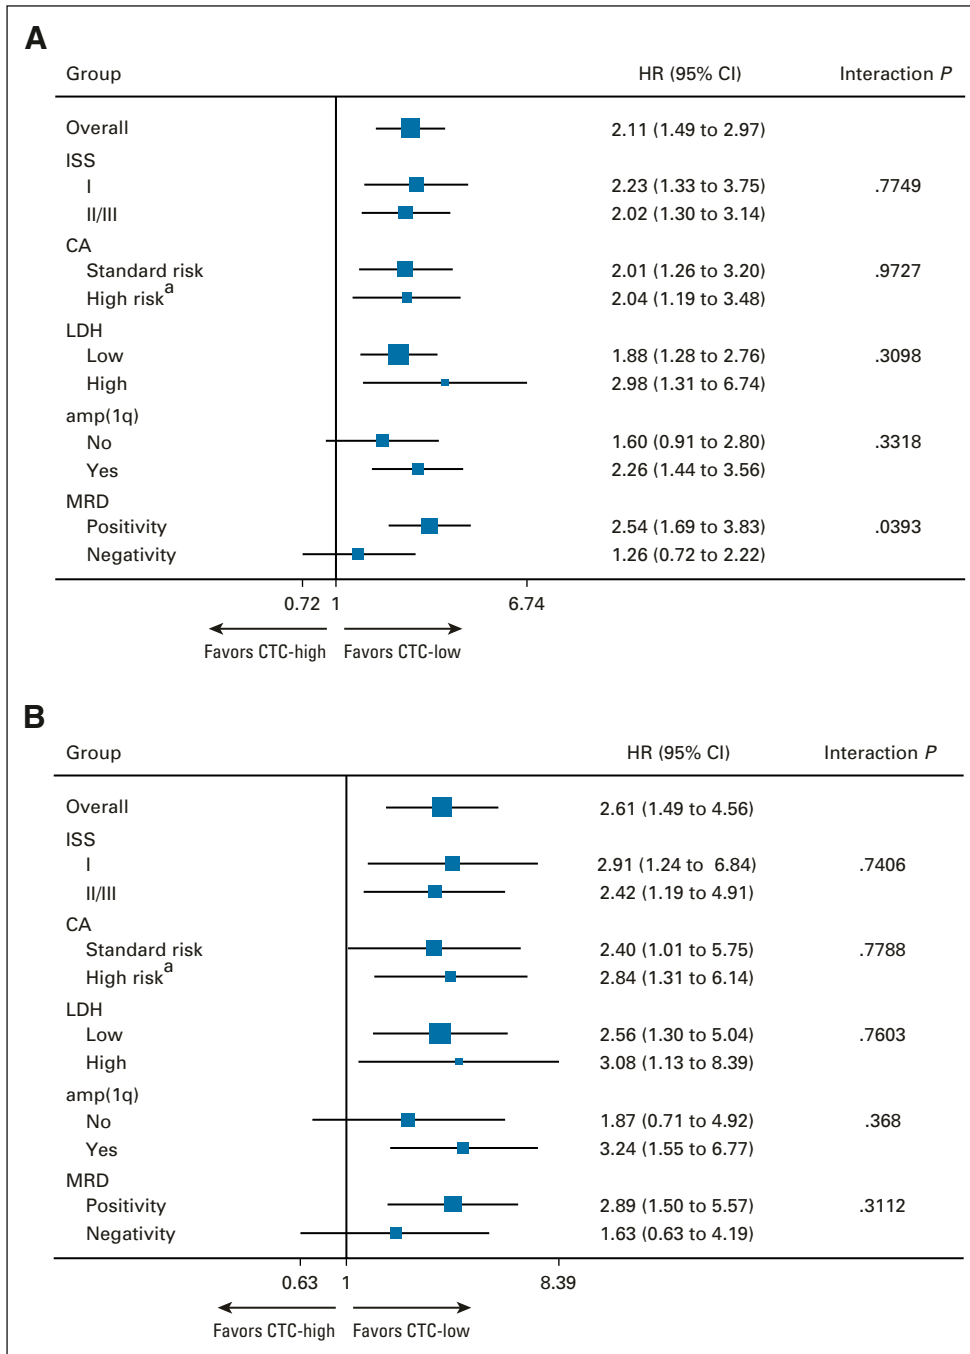 A
Group HR (95% CI) Interaction P
Overall 2.11 (1.49 to 2.97)
ISS
I 2.23 (1.33 to 3.75) .7749
II/III 2.02 (1.30 to 3.14)
CA
Standard risk 2.01 (1.26 to 3.20) .9727
High risk^a 2.04 (1.19 to 3.48)
LDH
Low 1.88 (1.28 to 2.76) .3098
High 2.98 (1.31 to 6.74)
amp(1q)
No 1.60 (0.91 to 2.80) .3318
Yes 2.26 (1.44 to 3.56)
MRD
Positivity 2.54 (1.69 to 3.83) .0393
Negativity 1.26 (0.72 to 2.22)
0.72 1 6.74
Favors CTC-high Favors CTC-low
B
Group HR (95% CI) Interaction P
Overall 2.61 (1.49 to 4.56)
ISS
I 2.91 (1.24 to 6.84) .7406
II/III 2.42 (1.19 to 4.91)
CA
Standard risk 2.40 (1.01 to 5.75) .7788
High risk^a 2.84 (1.31 to 6.14)
LDH
Low 2.56 (1.30 to 5.04) .7603
High 3.08 (1.13 to 8.39)
amp(1q)
No 1.87 (0.71 to 4.92) .368
Yes 3.24 (1.55 to 6.77)
MRD
Positivity 2.89 (1.50 to 5.57) .3112
Negativity 1.63 (0.63 to 4.19)
0.63 1 8.39
Favors CTC-high Favors CTC-low